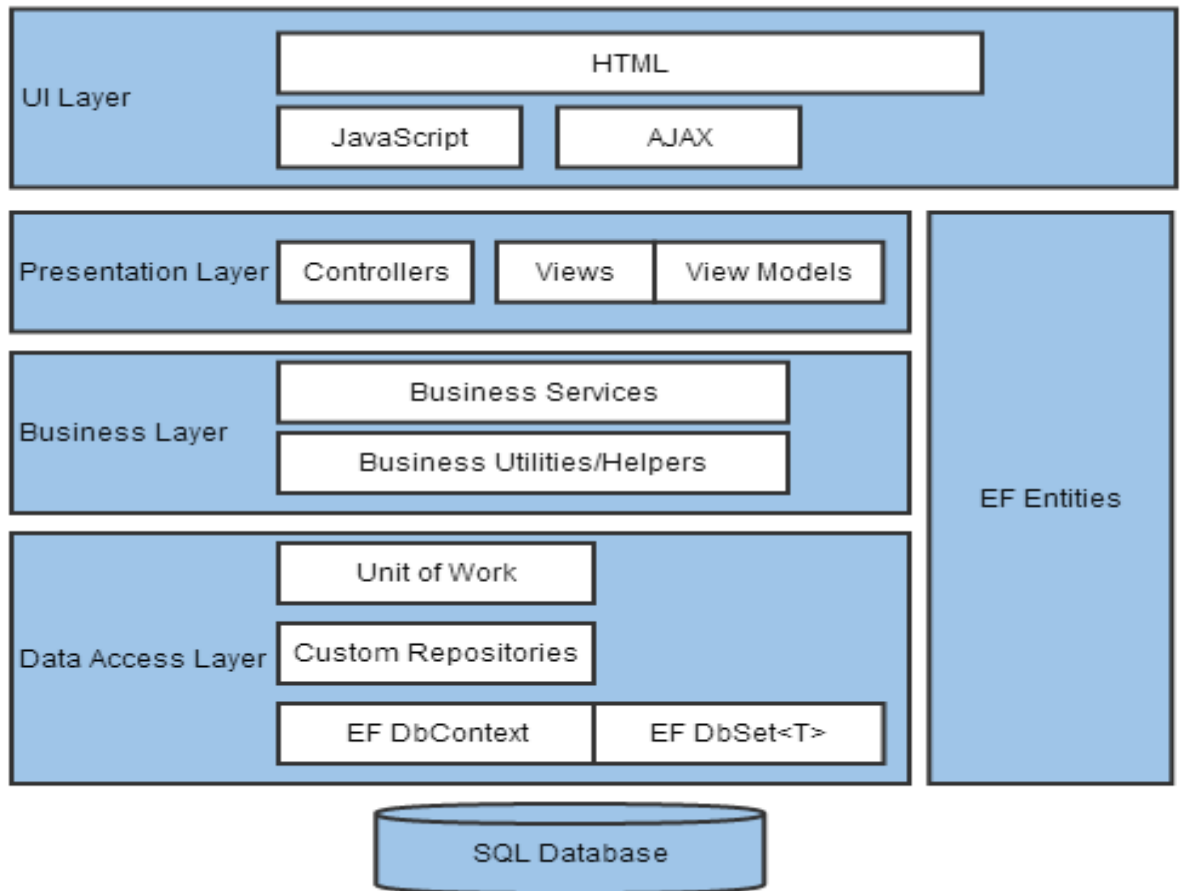 HTML
UI Layer
JavaScript
AJAX
Presentation Layer
Controllers
Views
View Models
Business Services
Business Layer
Business Utilities/Helpers
EF Entities
Unit of Work
Data Access Layer
Custom Repositories
EF DbContext
EF DbSet<T>
SQL Database